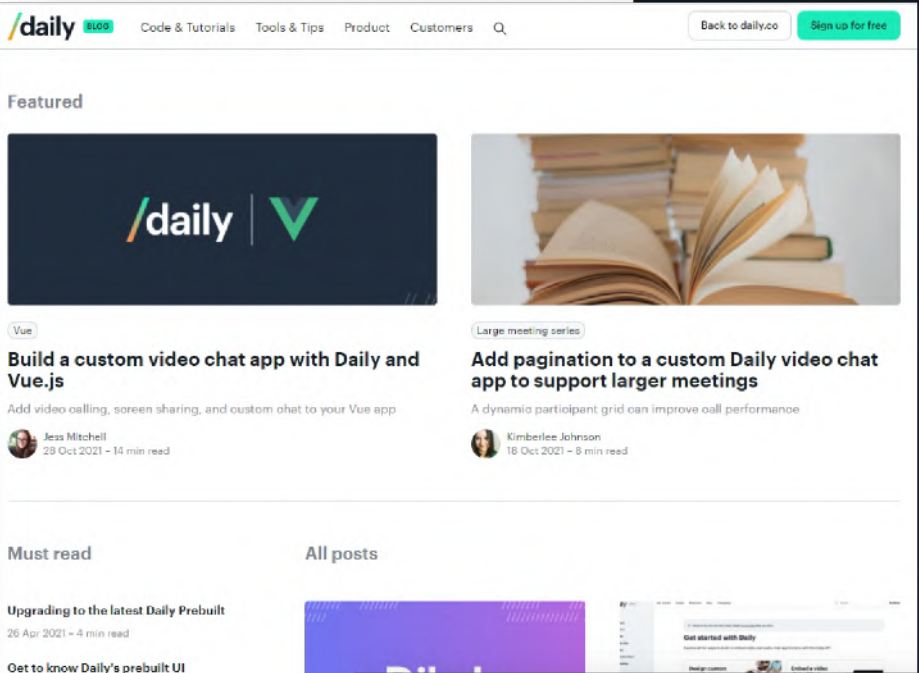 /daily BLOG Code & Tutorials Tools & Tips Product Customers Back to daily.co Sign up for free
Featured
/daily
Vue
Build a custom video chat app with Daily and
Vue.js
Add video calling, screen sharing, and custom chat to your Vue app
Jess Mitchell
28 Oct 2021 – 14 min read
Large meeting series
Add pagination to a custom Daily video chat
app to support larger meetings
A dynamic participant grid can improve call performance
Kimberlee Johnson
18 Oct 2021 – 8 min read
Must read
Upgrading to the latest Daily Prebuilt
26 Apr 2021 – 4 min read
Get to know Daily's prebuilt UI
All posts
Get started with Daily
Design custom
Embed a video